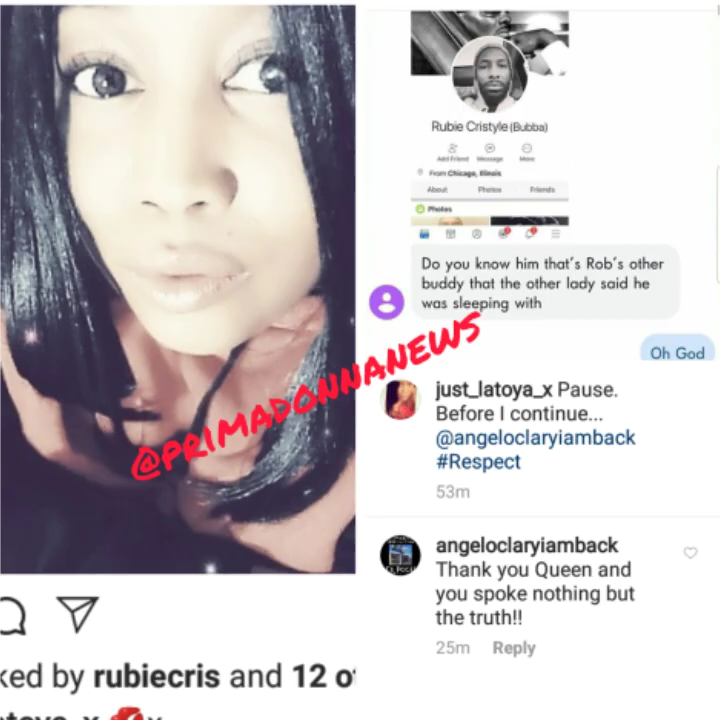 Rubie Cristyle (Bubba)
Add Friend Message More
From Chicago, Illinois
About Photos Friends
Photos
Do you know him that's Rob's other
buddy that the other lady said he
was sleeping with
Oh God
@PRIMADONNANEWS
just_latoya_x Pause.
Before I continue...
@angeloclaryiamback
#Respect
53m
angeloclaryiamback
Thank you Queen and
you spoke nothing but
the truth!!
25m Reply
ked by rubiecris and 12 o